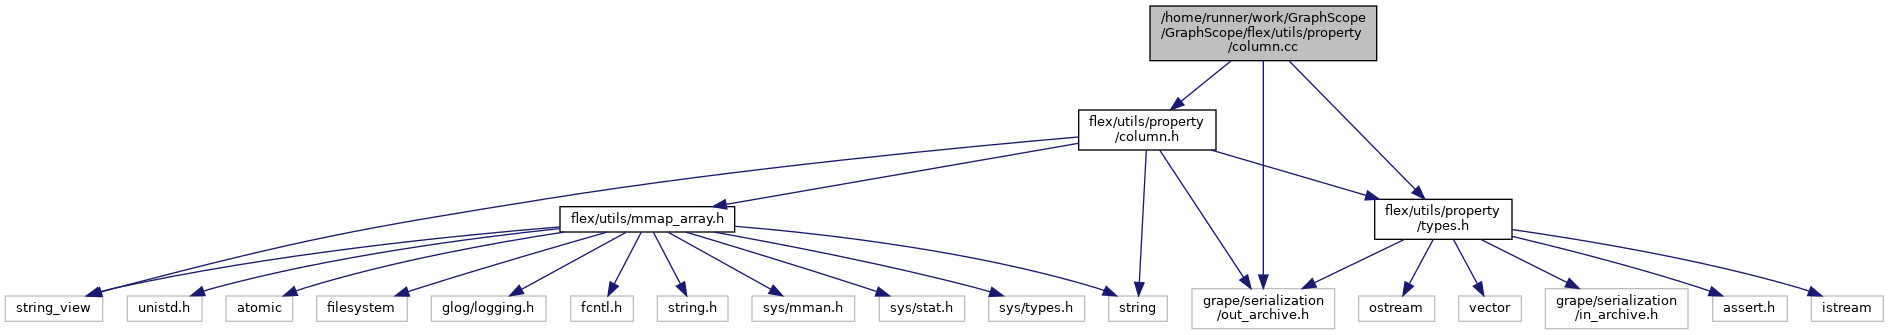 /home/runner/work/GraphScope
/GraphScope/flex/utils/property
/column.cc
flex/utils/property
/column.h
flex/utils/property
/types.h
flex/utils/mmap_array.h
string_view
unistd.h
atomic
filesystem
glog/logging.h
fcntl.h
string.h
sys/mman.h
sys/stat.h
sys/types.h
string
grape/serialization
/out_archive.h
ostream
vector
grape/serialization
/in_archive.h
assert.h
istream